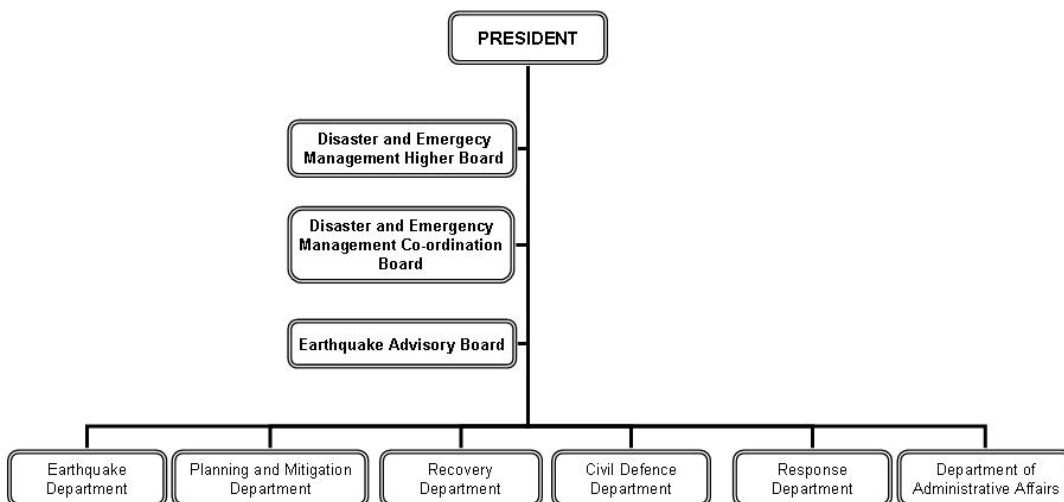 PRESIDENT
Disaster and Emergecy
Management Higher Board
Disaster and Emergency
Management Co-ordination
Board
Earthquake Advisory Board
Earthquake
Department
Planning and Mitigation
Department
Recovery
Department
Civil Defence
Department
Response
Department
Department of
Administrative Affairs